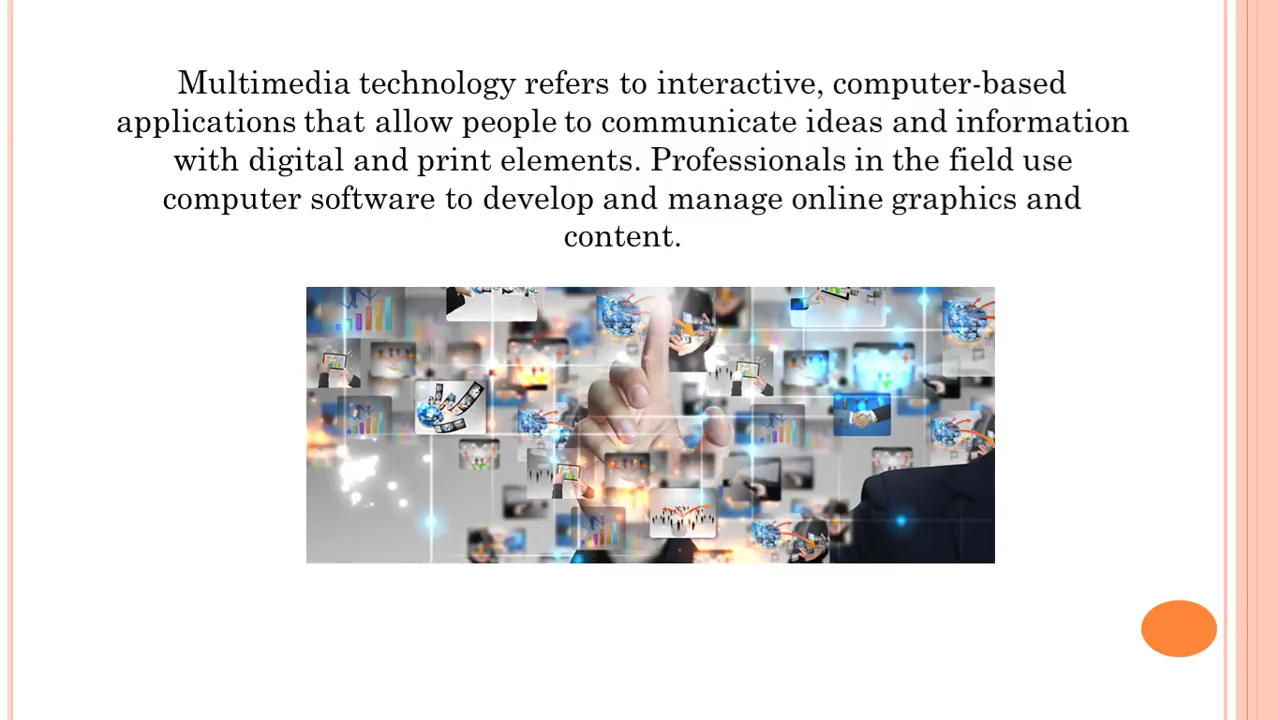 Multimedia technology refers to interactive, computer-based
applications that allow people to communicate ideas and information
with digital and print elements. Professionals in the field use
computer software to develop and manage online graphics and
content.